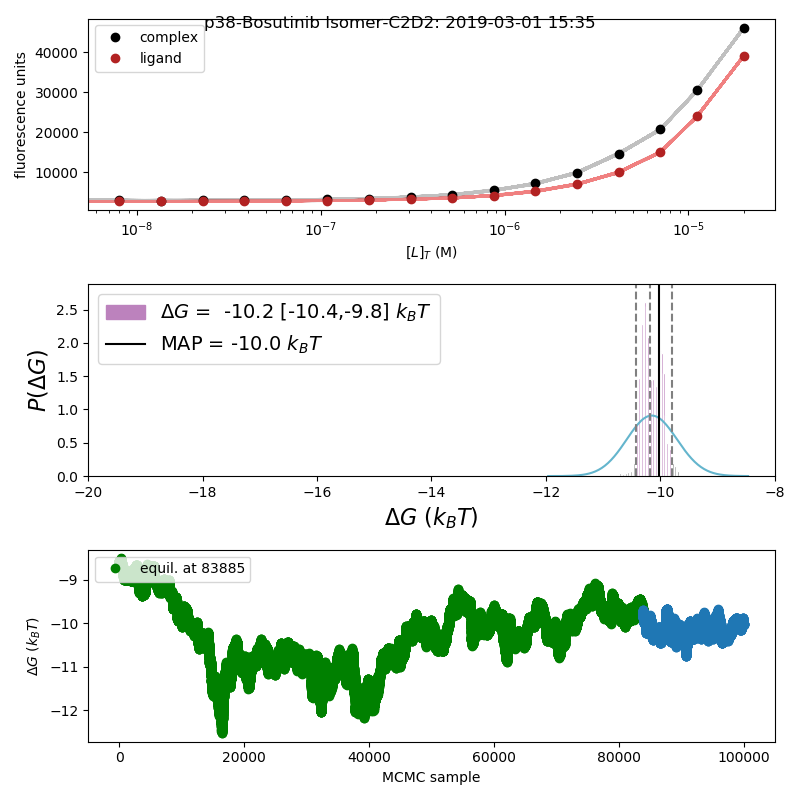 p38-Bosutinib Isomer-C2D2: 2019-03-01 15:35
complex
ligand
40000
30000
20000
10000
fluorescence units
10⁻⁸ 10⁻⁷ 10⁻⁶ 10⁻⁵
[L]_T (M)
ΔG = -10.2 [-10.4,-9.8] k_BT
MAP = -10.0 k_BT
2.5
2.0
1.5
1.0
0.5
0.0
P(ΔG)
−20 −18 −16 −14 −12 −10 −8
ΔG (k_BT)
equil. at 83885
−9
−10
−11
−12
ΔG (k_BT)
0 20000 40000 60000 80000 100000
MCMC sample